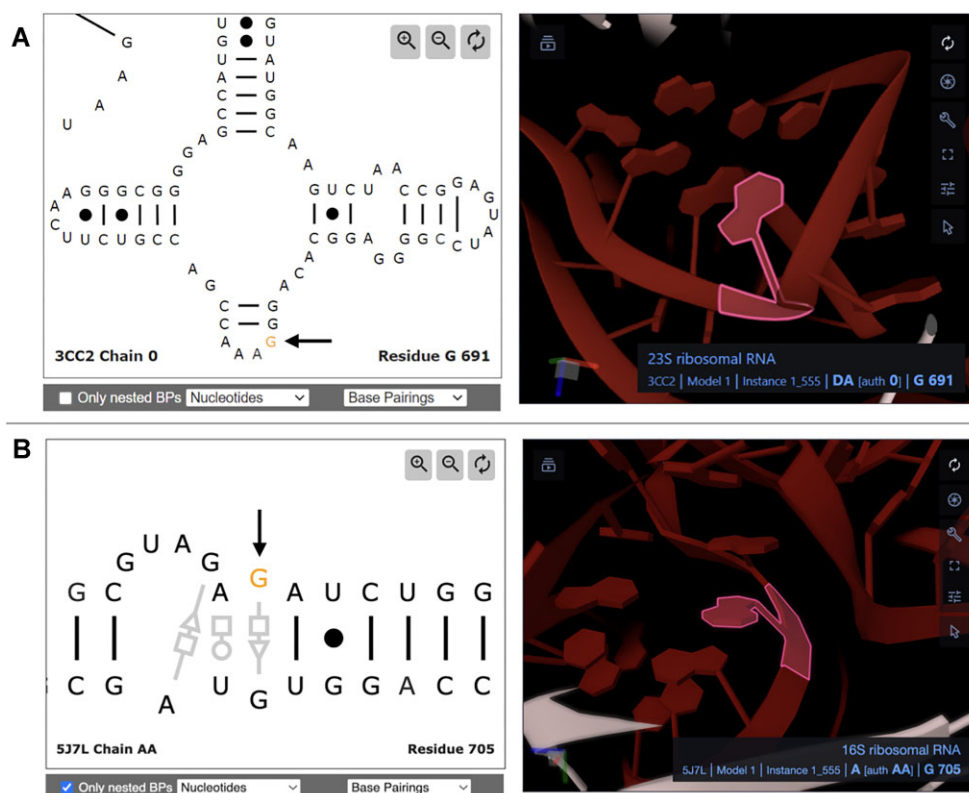 A
U G
G G U
U A
A A U
C G
A C G
U G C
A A
G A A A
G
A G G G C G G G U C U U C C G G A G
A U
C U U C U G C C C G G A G G G C C U A
C
A A
G C
C G
C G
A A A G
3CC2 Chain 0
Residue G 691
Only nested BPs
Nucleotides
Base Pairings
23S ribosomal RNA
3CC2 | Model 1 | Instance 1_555 | DA [auth 0] | G 691
B
G U A G
G C A G A U C U G G
C G A U G U G G A C C
5J7L Chain AA
Residue 705
Only nested BPs
Nucleotides
Base Pairings
16S ribosomal RNA
5J7L | Model 1 | Instance 1_555 | A [auth AA] | G 705